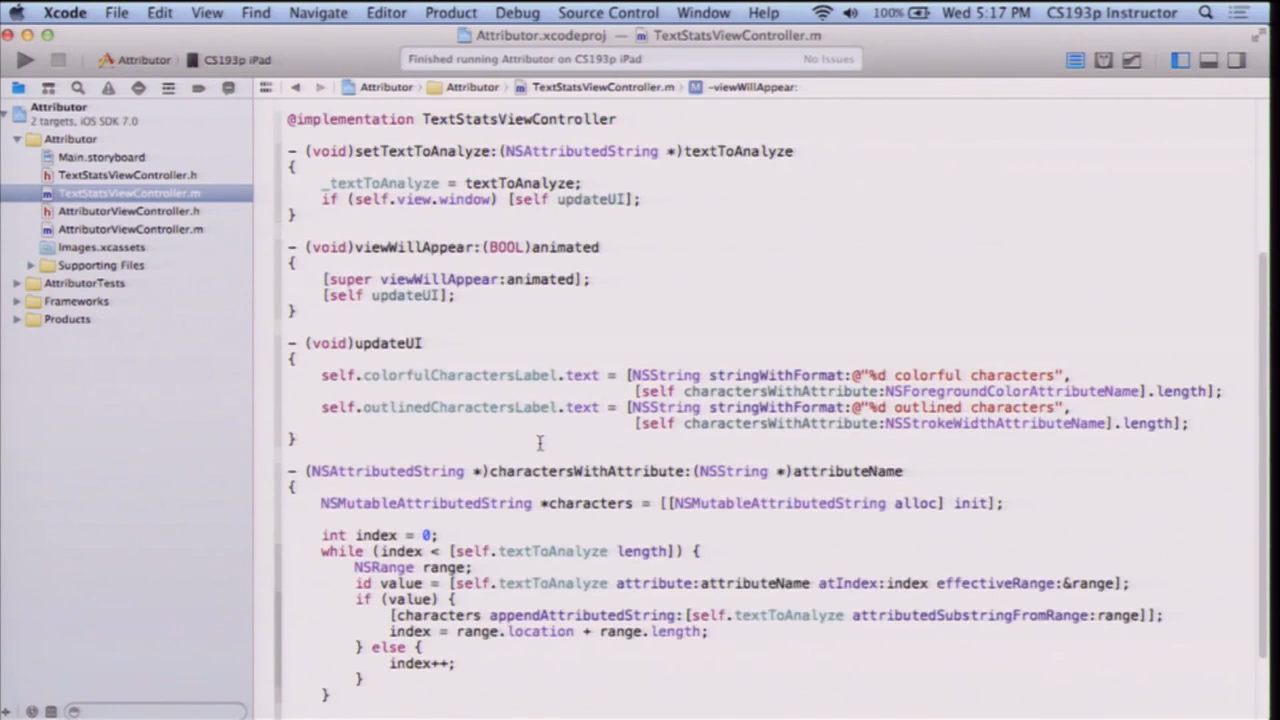 Xcode File Edit View Find Navigate Editor Product Debug Source Control Window Help 100% Wed 5:17 PM CS193p Instructor
Attributor.xcodeproj — TextStatsViewController.m
Attributor CS193p iPad Finished running Attributor on CS193p iPad No Issues
Attributor Attributor TextStatsViewController.m M -viewWillAppear:
Attributor
2 targets, iOS SDK 7.0
Attributor
Main.storyboard
h TextStatsViewController.h
m TextStatsViewController.m
h AttributorViewController.h
m AttributorViewController.m
Images.xcassets
Supporting Files
AttributorTests
Frameworks
Products
@implementation TextStatsViewController
- (void)setTextToAnalyze:(NSAttributedString *)textToAnalyze
{
_textToAnalyze = textToAnalyze;
if (self.view.window) [self updateUI];
}
- (void)viewWillAppear:(BOOL)animated
{
[super viewWillAppear:animated];
[self updateUI];
}
- (void)updateUI
{
self.colorfulCharactersLabel.text = [NSString stringWithFormat:@"%d colorful characters",
[self charactersWithAttribute:NSForegroundColorAttributeName].length];
self.outlinedCharactersLabel.text = [NSString stringWithFormat:@"%d outlined characters",
[self charactersWithAttribute:NSStrokeWidthAttributeName].length];
}
- (NSAttributedString *)charactersWithAttribute:(NSString *)attributeName
{
NSMutableAttributedString *characters = [[NSMutableAttributedString alloc] init];
int index = 0;
while (index < [self.textToAnalyze length]) {
NSRange range;
id value = [self.textToAnalyze attribute:attributeName atIndex:index effectiveRange:&range];
if (value) {
[characters appendAttributedString:[self.textToAnalyze attributedSubstringFromRange:range]];
index = range.location + range.length;
} else {
index++;
}
}